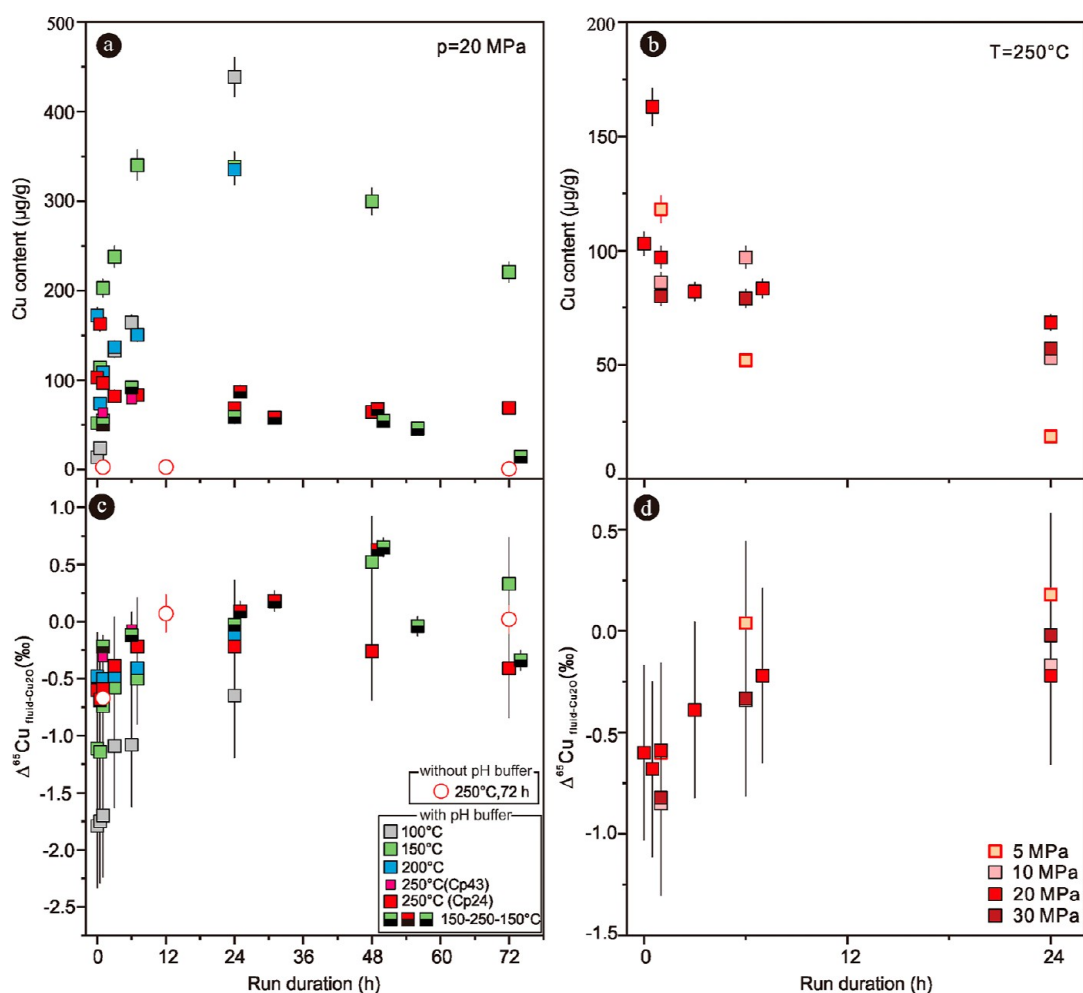 a
p=20 MPa
500
400
300
200
100
0
Cu content (µg/g)
b
T=250°C
200
150
100
50
0
Cu content (µg/g)
c
1.0
0.5
0.0
-0.5
-1.0
-1.5
-2.0
-2.5
Δ65Cu fluid-Cu2O (‰)
without pH buffer
250°C,72 h
with pH buffer
100°C
150°C
200°C
250°C(Cp43)
250°C (Cp24)
150-250-150°C
0 12 24 36 48 60 72
Run duration (h)
d
0.5
0.0
-0.5
-1.0
-1.5
Δ65Cu fluid-Cu2O (‰)
5 MPa
10 MPa
20 MPa
30 MPa
0 12 24
Run duration (h)